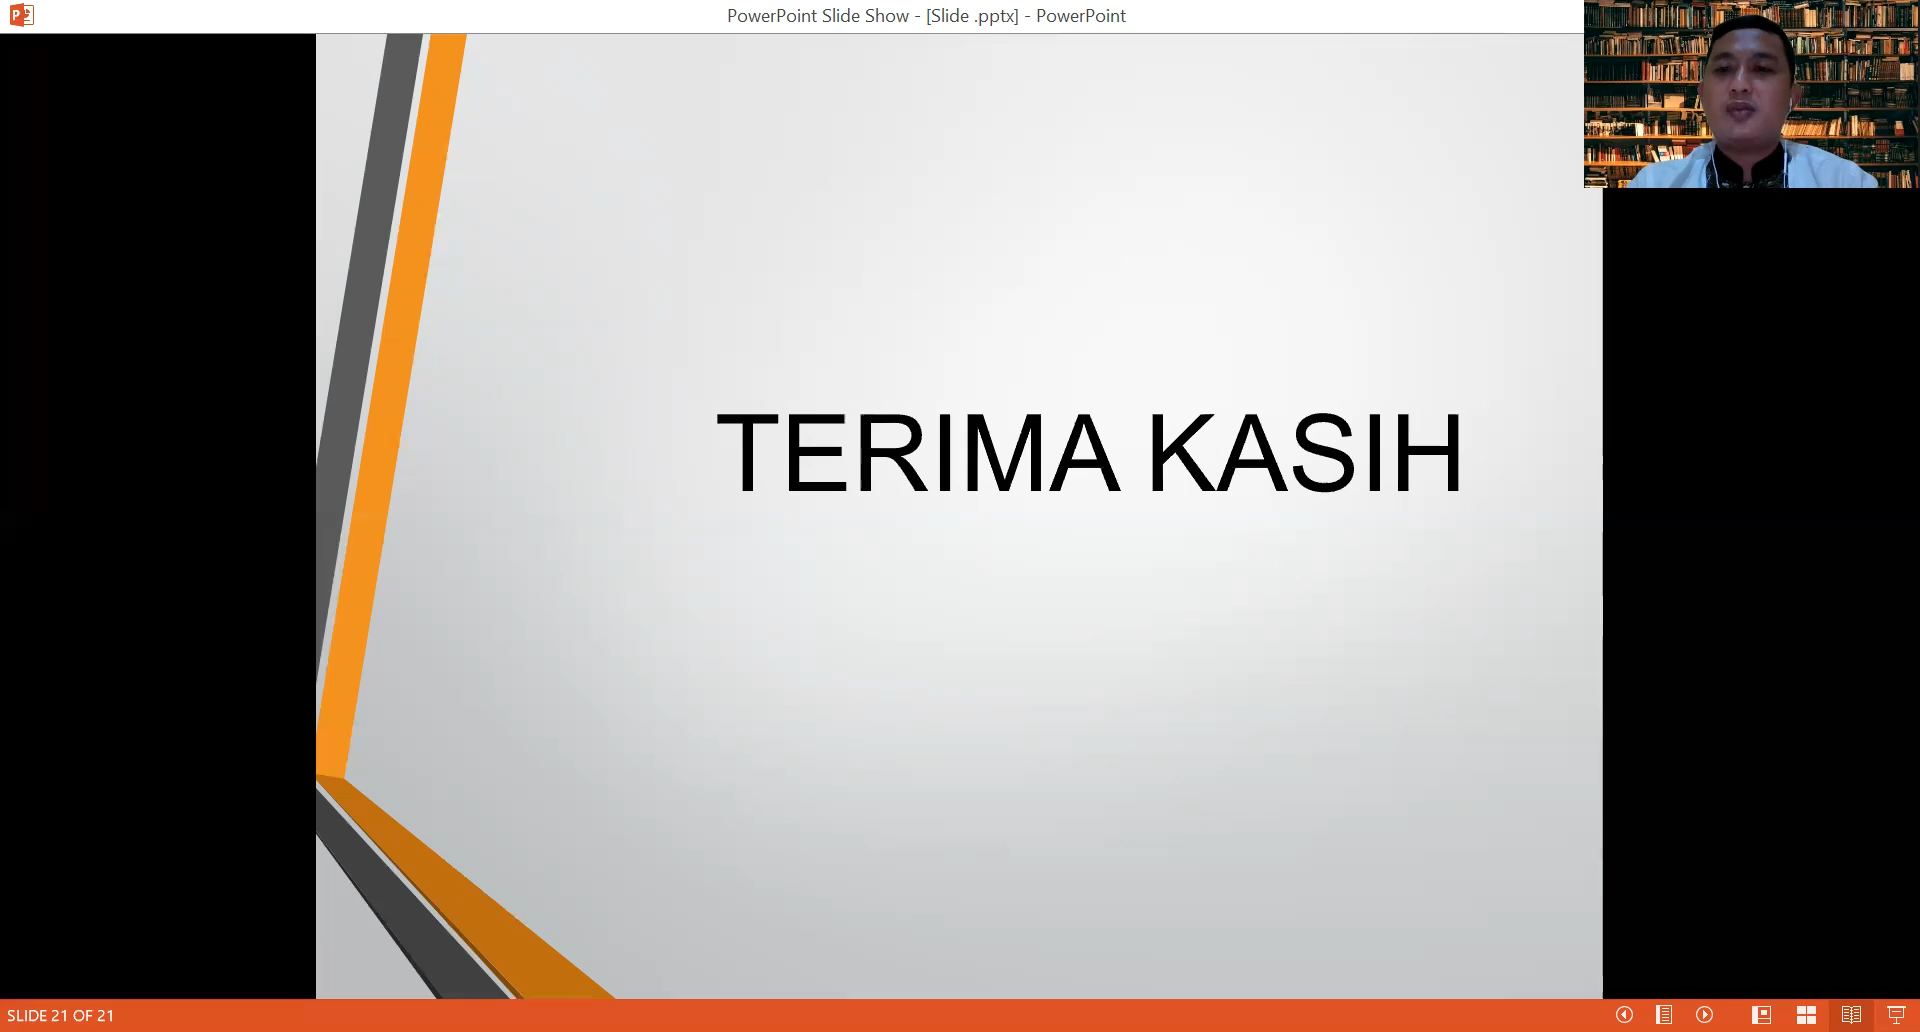 PowerPoint Slide Show - [Slide .pptx] - PowerPoint
TERIMA KASIH
SLIDE 21 OF 21